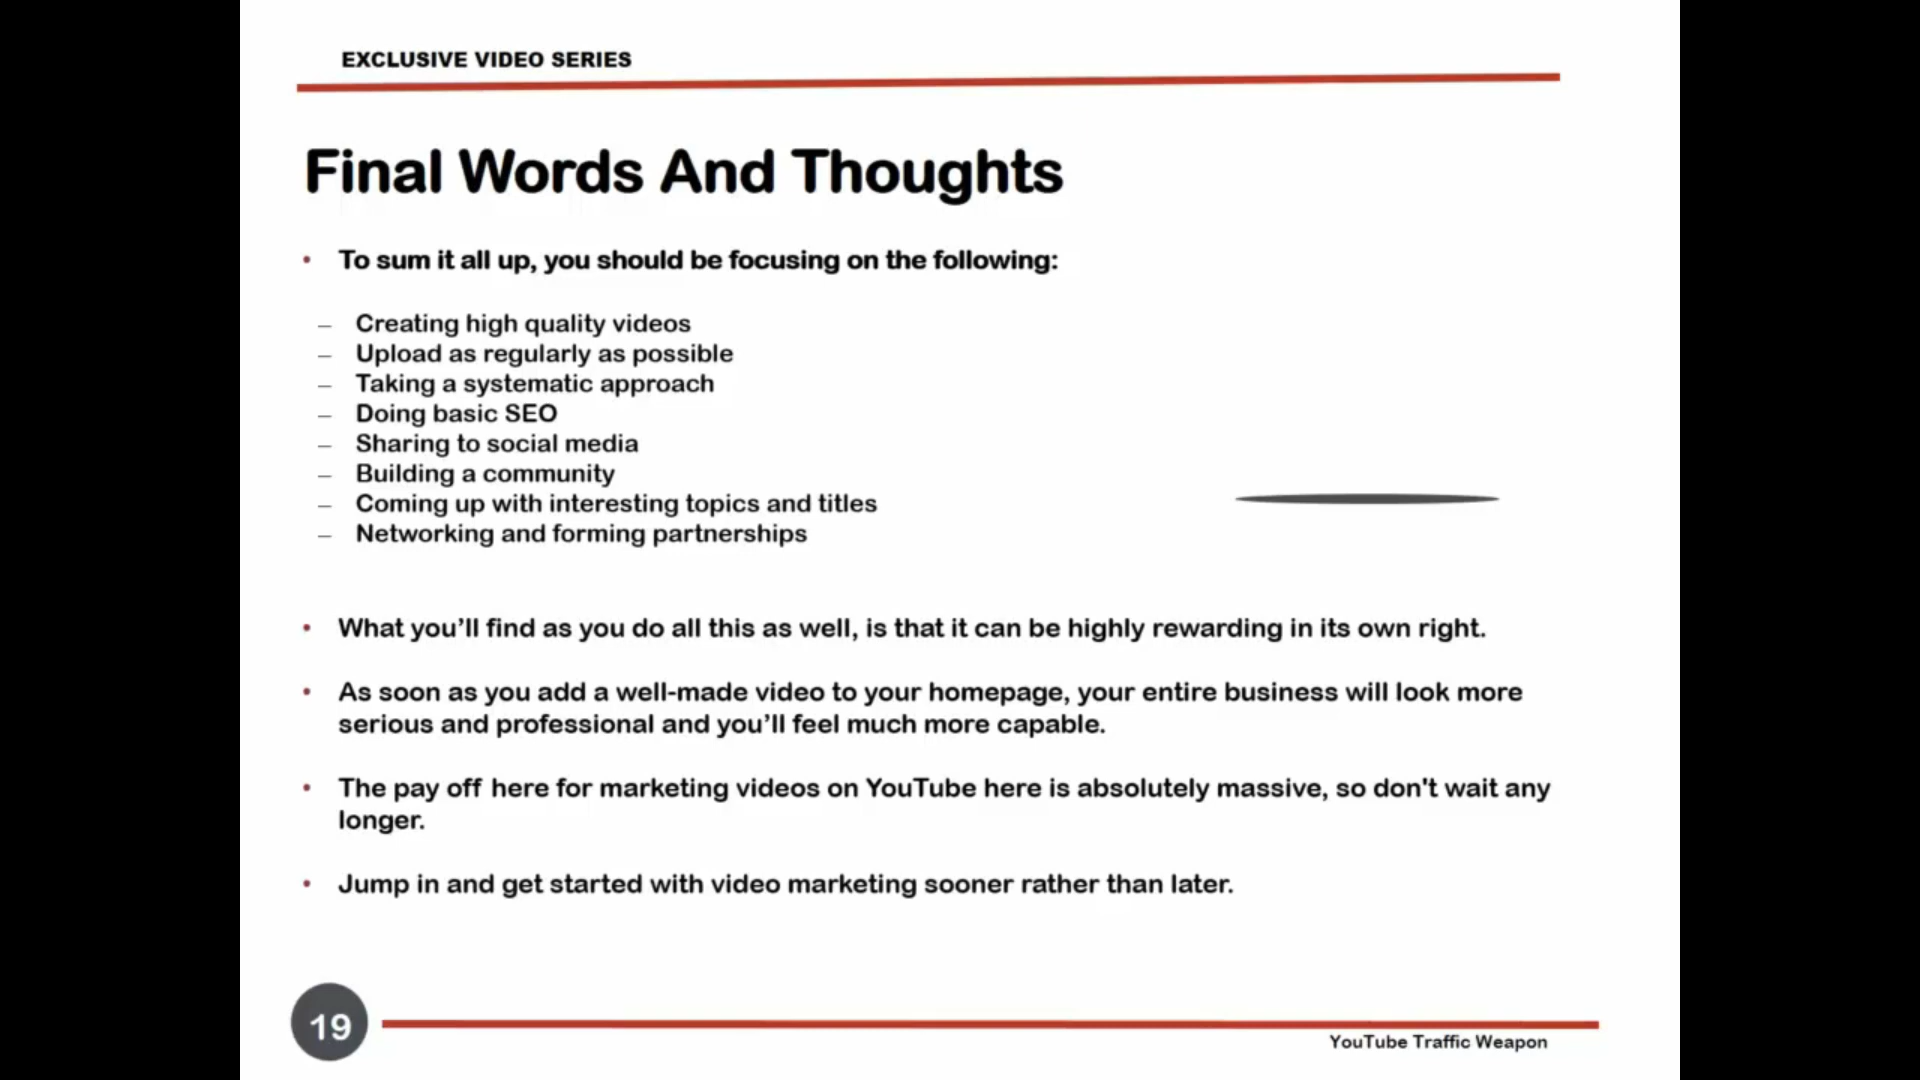 EXCLUSIVE VIDEO SERIES
Final Words And Thoughts
• To sum it all up, you should be focusing on the following:
– Creating high quality videos
– Upload as regularly as possible
– Taking a systematic approach
– Doing basic SEO
– Sharing to social media
– Building a community
– Coming up with interesting topics and titles
– Networking and forming partnerships
• What you’ll find as you do all this as well, is that it can be highly rewarding in its own right.
• As soon as you add a well-made video to your homepage, your entire business will look more
serious and professional and you’ll feel much more capable.
• The pay off here for marketing videos on YouTube here is absolutely massive, so don't wait any
longer.
• Jump in and get started with video marketing sooner rather than later.
19
YouTube Traffic Weapon